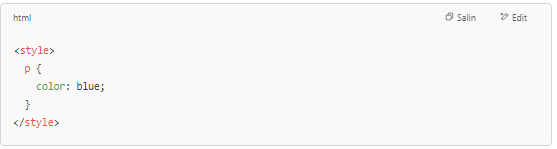 html
Salin
Edit
<style>
  p {
    color: blue;
  }
</style>